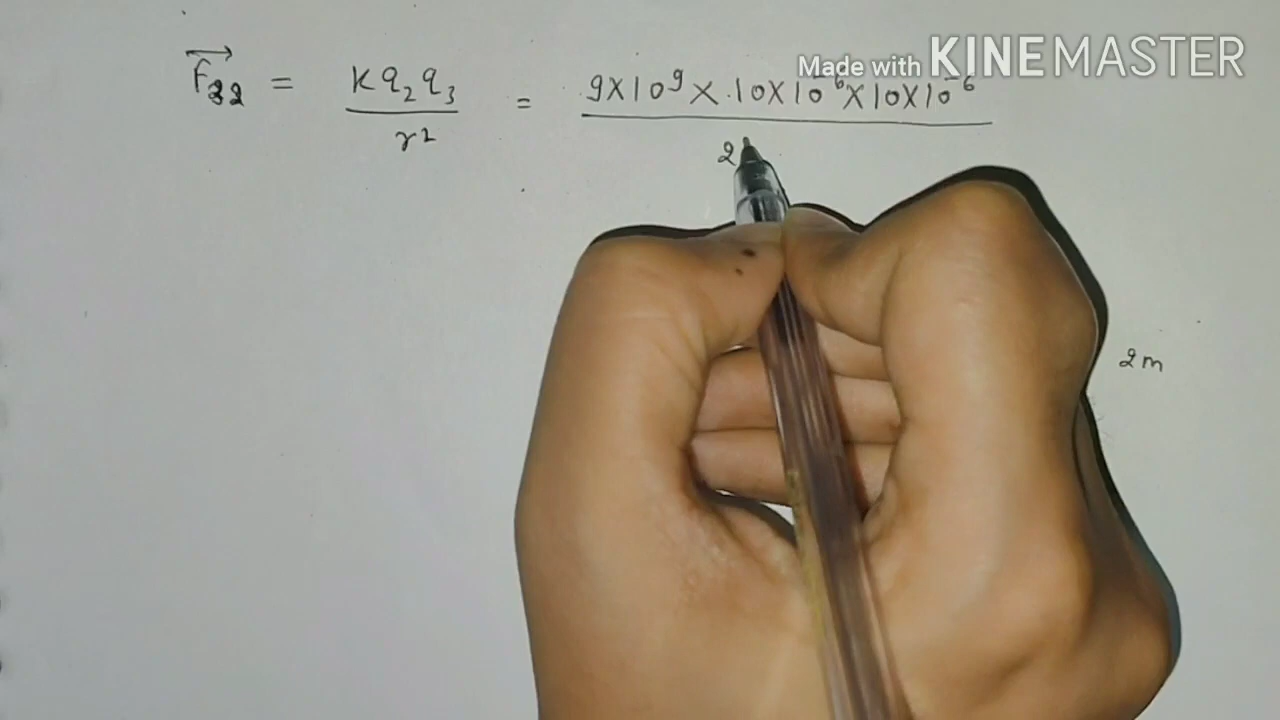 Made with KINEMASTER
F₃₂ = Kq₂q₃ / r² = 9×10⁹ × 10×10⁻⁶×10×10⁻⁶ / 2
2m